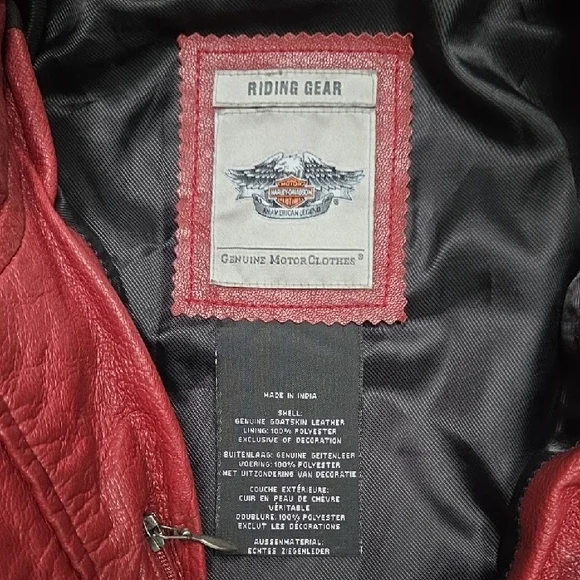 RIDING GEAR
MOTOR
HARLEY-DAVIDSON
CYCLES
AN AMERICAN LEGEND
GENUINE MOTORCLOTHES®
MADE IN INDIA
SHELL:
GENUINE GOATSKIN LEATHER
LINING: 100% POLYESTER
EXCLUSIVE OF DECORATION
BUITENLAAG: GENUINE GEITENLEER
VOERING: 100% POLYESTER
MET UITZONDERING VAN DECORATIE
COUCHE EXTÉRIEURE:
CUIR EN PEAU DE CHÈVRE
VÉRITABLE
DOUBLURE: 100% POLYESTER
EXCLUT LES DÉCORATIONS
AUSSENMATERIAL:
ECHTES ZIEGENLEDER